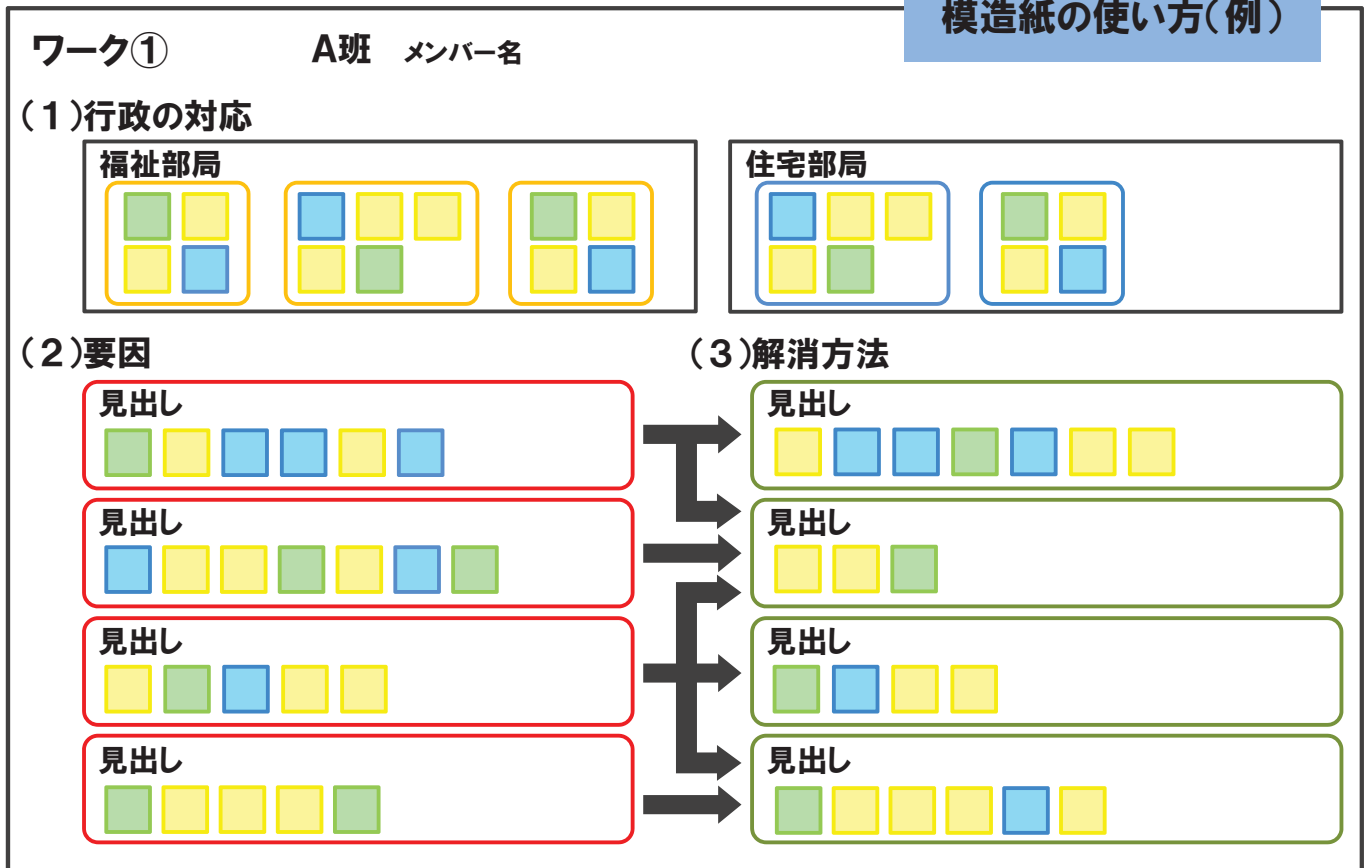 模造紙の使い方(例)
ワーク① A班 メンバー名
(1)行政の対応
福祉部局
住宅部局
(2)要因
見出し
見出し
見出し
見出し
(3)解消方法
見出し
見出し
見出し
見出し